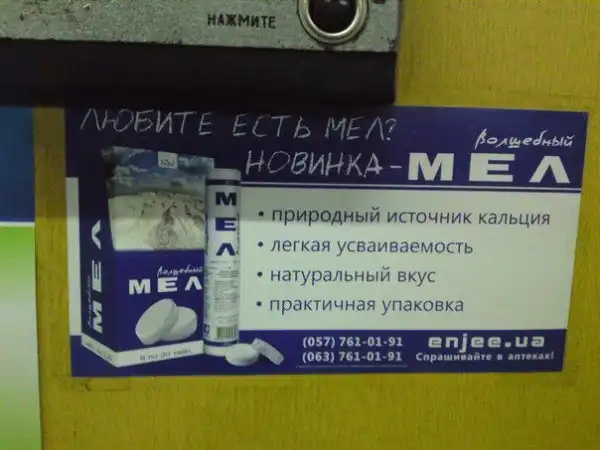 НАЖМИТЕ
ЛЮБИТЕ ЕСТЬ МЕЛ?
Волшебный
НОВИНКА - МЕЛ
• природный источник кальция
• легкая усваиваемость
• натуральный вкус
• практичная упаковка
(057) 761-01-91
(063) 761-01-91
enjee.ua
Спрашивайте в аптеках!
МЕЛ
Волшебный
МЕЛ
МЕЛ